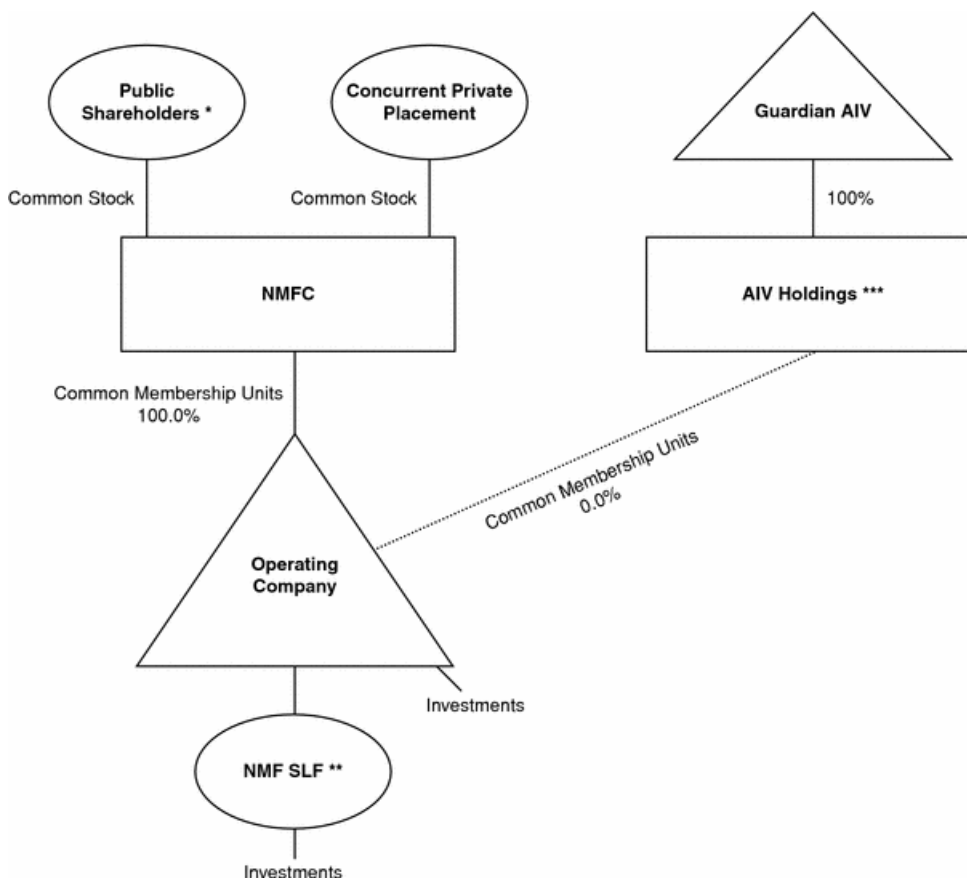 Public
Shareholders *
Concurrent Private
Placement
Guardian AIV
Common Stock
Common Stock
100%
NMFC
AIV Holdings ***
Common Membership Units
100.0%
Common Membership Units
0.0%
Operating
Company
Investments
NMF SLF **
Investments